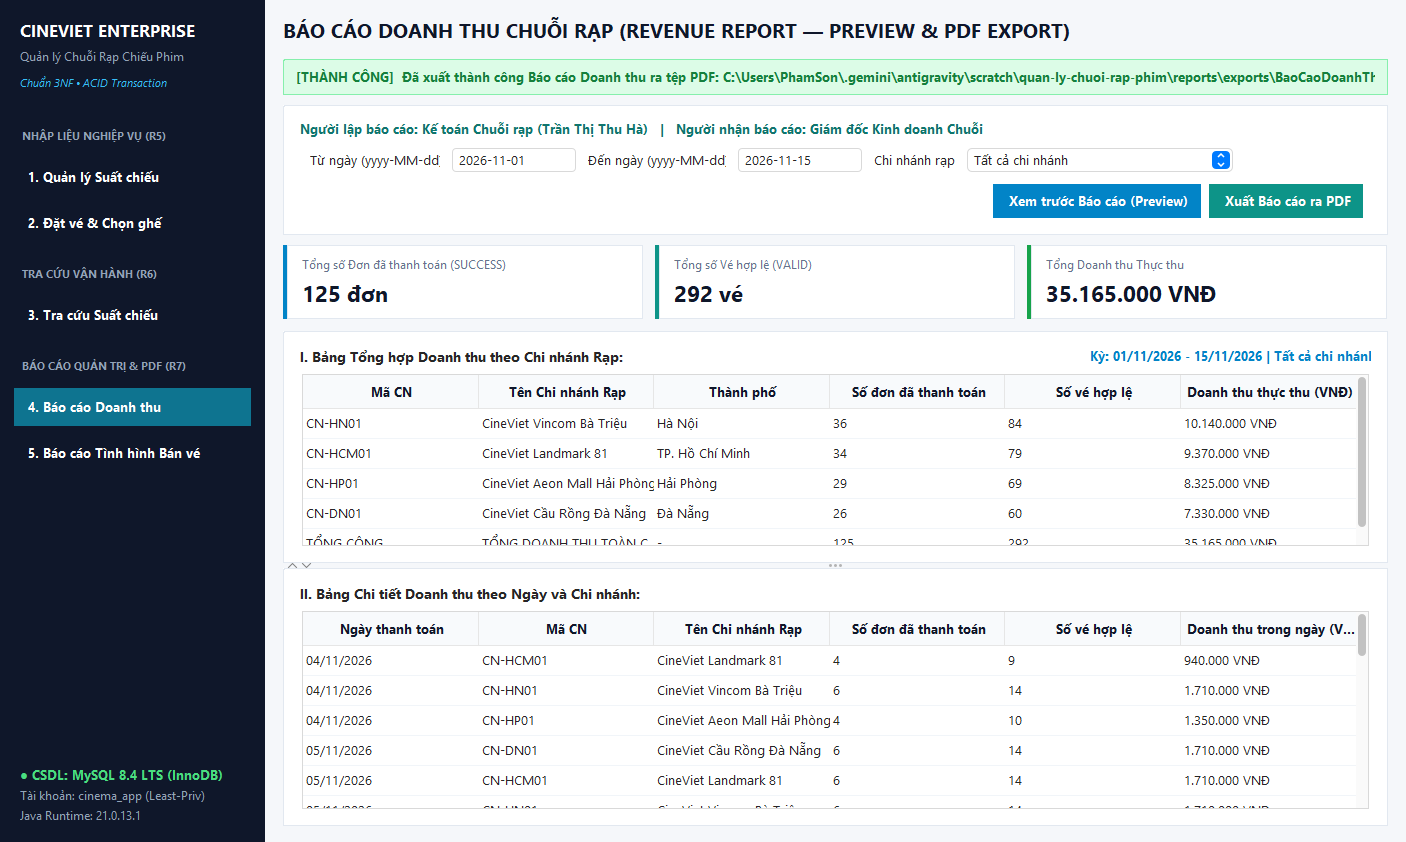 CINEVIET ENTERPRISE
Quản lý Chuỗi Rạp Chiếu Phim
Chuẩn 3NF • ACID Transaction
NHẬP LIỆU NGHIỆP VỤ (R5)
1. Quản lý Suất chiếu
2. Đặt vé & Chọn ghế
TRA CỨU VẬN HÀNH (R6)
3. Tra cứu Suất chiếu
BÁO CÁO QUẢN TRỊ & PDF (R7)
4. Báo cáo Doanh thu
5. Báo cáo Tình hình Bán vé
● CSDL: MySQL 8.4 LTS (InnoDB)
Tài khoản: cinema_app (Least-Priv)
Java Runtime: 21.0.13.1
BÁO CÁO DOANH THU CHUỖI RẠP (REVENUE REPORT — PREVIEW & PDF EXPORT)
[THÀNH CÔNG] Đã xuất thành công Báo cáo Doanh thu ra tệp PDF: C:\Users\PhamSon\.gemini\antigravity\scratch\quan-ly-chuoi-rap-phim\reports\exports\BaoCaoDoanhTh
Người lập báo cáo: Kế toán Chuỗi rạp (Trần Thị Thu Hà) | Người nhận báo cáo: Giám đốc Kinh doanh Chuỗi
Từ ngày (yyyy-MM-dd 2026-11-01 Đến ngày (yyyy-MM-dd 2026-11-15 Chi nhánh rạp Tất cả chi nhánh
Xem trước Báo cáo (Preview) Xuất Báo cáo ra PDF
Tổng số Đơn đã thanh toán (SUCCESS)
125 đơn
Tổng số Vé hợp lệ (VALID)
292 vé
Tổng Doanh thu Thực thu
35.165.000 VNĐ
I. Bảng Tổng hợp Doanh thu theo Chi nhánh Rạp: Kỳ: 01/11/2026 - 15/11/2026 | Tất cả chi nhánl
Mã CN Tên Chi nhánh Rạp Thành phố Số đơn đã thanh toán Số vé hợp lệ Doanh thu thực thu (VNĐ)
CN-HN01 CineViet Vincom Bà Triệu Hà Nội 36 84 10.140.000 VNĐ
CN-HCM01 CineViet Landmark 81 TP. Hồ Chí Minh 34 79 9.370.000 VNĐ
CN-HP01 CineViet Aeon Mall Hải Phòng Hải Phòng 29 69 8.325.000 VNĐ
CN-DN01 CineViet Cầu Rồng Đà Nẵng Đà Nẵng 26 60 7.330.000 VNĐ
TỔNG CỘNG TỔNG DOANH THU TOÀN C - 125 292 35.165.000 VNĐ
II. Bảng Chi tiết Doanh thu theo Ngày và Chi nhánh:
Ngày thanh toán Mã CN Tên Chi nhánh Rạp Số đơn đã thanh toán Số vé hợp lệ Doanh thu trong ngày (V...
04/11/2026 CN-HCM01 CineViet Landmark 81 4 9 940.000 VNĐ
04/11/2026 CN-HN01 CineViet Vincom Bà Triệu 6 14 1.710.000 VNĐ
04/11/2026 CN-HP01 CineViet Aeon Mall Hải Phòng 4 10 1.350.000 VNĐ
05/11/2026 CN-DN01 CineViet Cầu Rồng Đà Nẵng 6 14 1.710.000 VNĐ
05/11/2026 CN-HCM01 CineViet Landmark 81 6 14 1.710.000 VNĐ